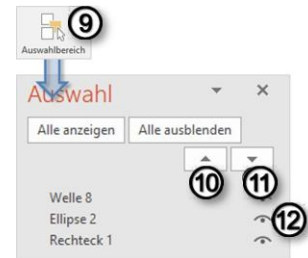 ⑨
Auswahlbereich
Auswahl
Alle anzeigen Alle ausblenden
⑩ ⑪
Welle 8
Ellipse 2 ⑫
Rechteck 1